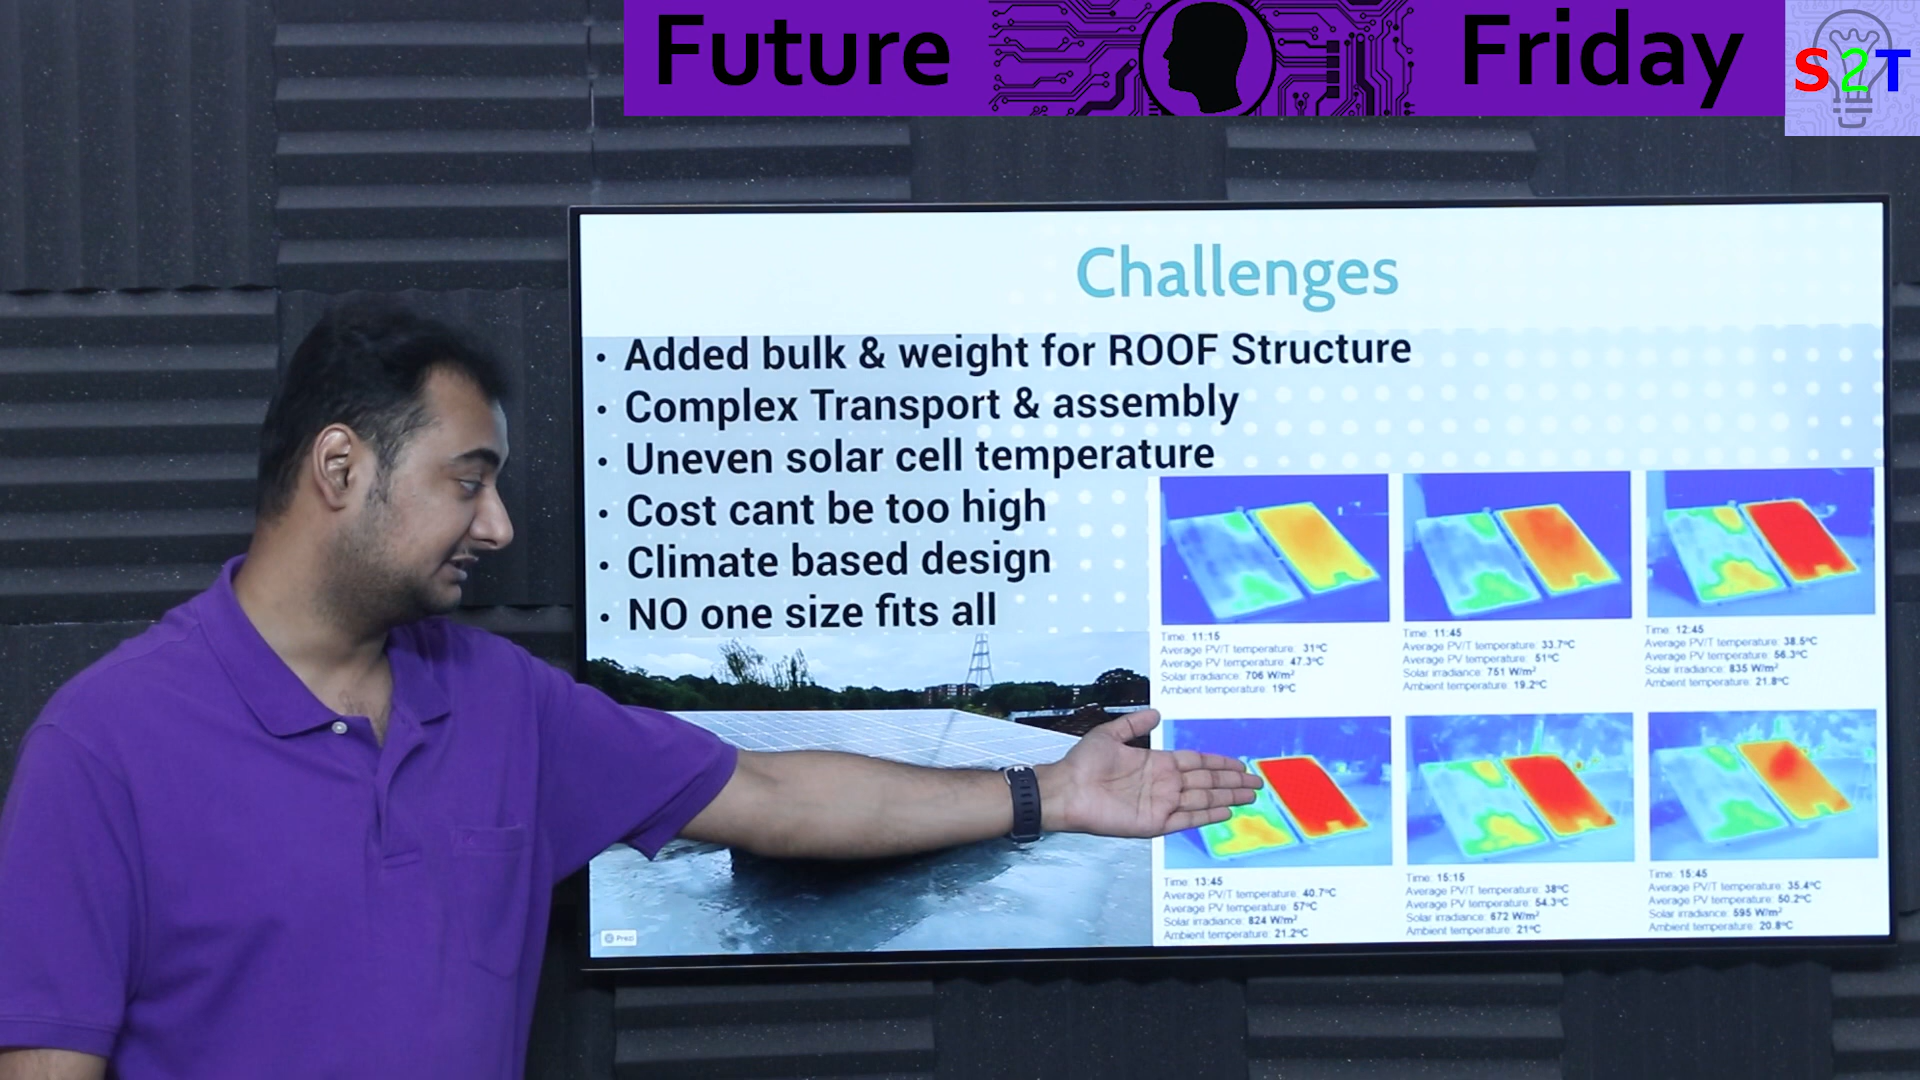 Future Friday
S2T
Challenges
• Added bulk & weight for ROOF Structure
• Complex Transport & assembly
• Uneven solar cell temperature
• Cost cant be too high
• Climate based design
• NO one size fits all
Time: 11:15
Average PV/T temperature: 31°C
Average PV temperature: 47.3°C
Solar irradiance: 706 W/m²
Ambient temperature: 19°C
Time: 11:45
Average PV/T temperature: 33.7°C
Average PV temperature: 51°C
Solar irradiance: 751 W/m²
Ambient temperature: 19.2°C
Time: 12:45
Average PV/T temperature: 38.5°C
Average PV temperature: 56.3°C
Solar irradiance: 835 W/m²
Ambient temperature: 21.8°C
Time: 13:45
Average PV/T temperature: 40.7°C
Average PV temperature: 57°C
Solar irradiance: 824 W/m²
Ambient temperature: 21.2°C
Time: 15:15
Average PV/T temperature: 38°C
Average PV temperature: 54.3°C
Solar irradiance: 672 W/m²
Ambient temperature: 21°C
Time: 15:45
Average PV/T temperature: 35.4°C
Average PV temperature: 50.2°C
Solar irradiance: 595 W/m²
Ambient temperature: 20.8°C
Prezi